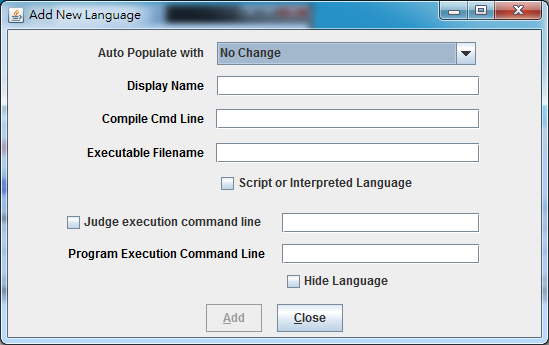 Add New Language
Auto Populate with No Change
Display Name
Compile Cmd Line
Executable Filename
Script or Interpreted Language
Judge execution command line
Program Execution Command Line
Hide Language
Add Close